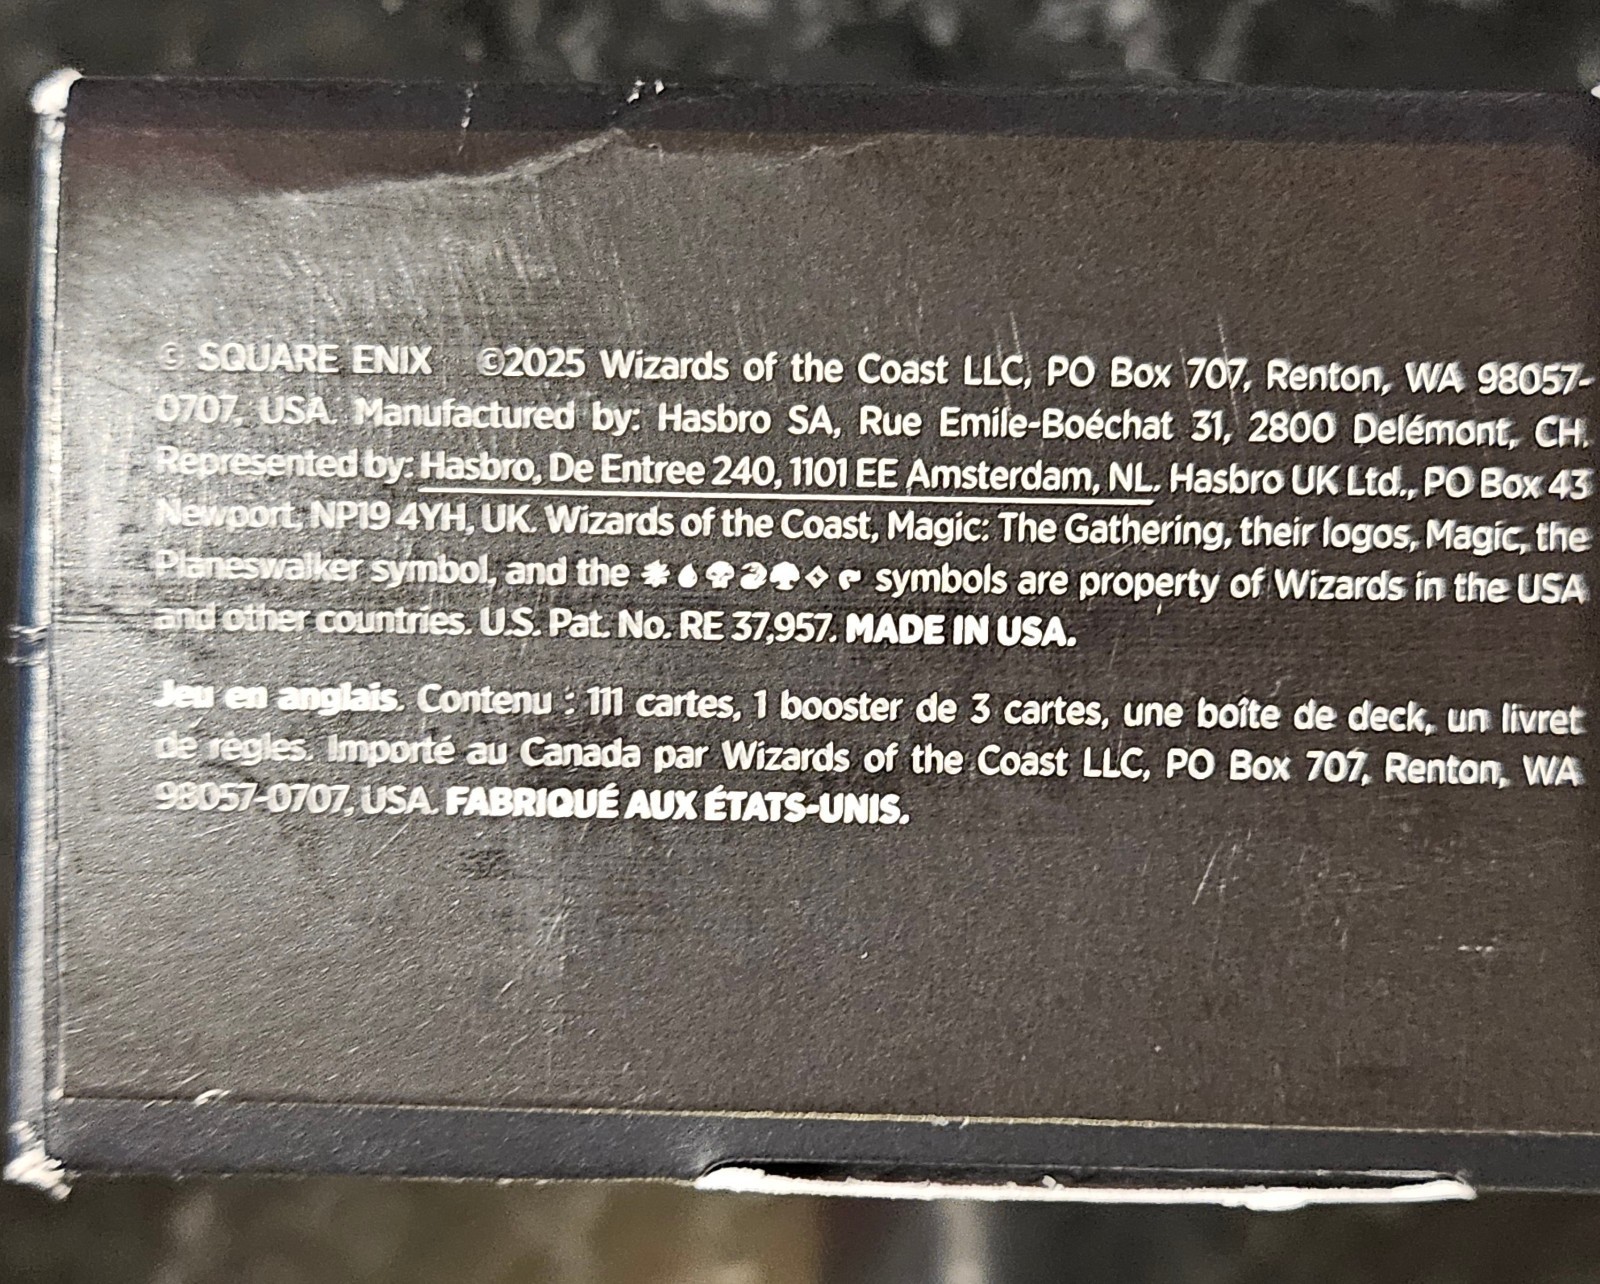 © SQUARE ENIX ©2025 Wizards of the Coast LLC, PO Box 707, Renton, WA 98057-
0707, USA. Manufactured by: Hasbro SA, Rue Emile-Boéchat 31, 2800 Delémont, CH.
Represented by: Hasbro, De Entree 240, 1101 EE Amsterdam, NL. Hasbro UK Ltd., PO Box 43
Newport, NP19 4YH, UK. Wizards of the Coast, Magic: The Gathering, their logos, Magic, the
Planeswalker symbol, and the symbols are property of Wizards in the USA
and other countries. U.S. Pat. No. RE 37,957. MADE IN USA.
Jeu en anglais. Contenu : 111 cartes, 1 booster de 3 cartes, une boîte de deck, un livret
de règles. Importé au Canada par Wizards of the Coast LLC, PO Box 707, Renton, WA
98057-0707, USA. FABRIQUÉ AUX ÉTATS-UNIS.